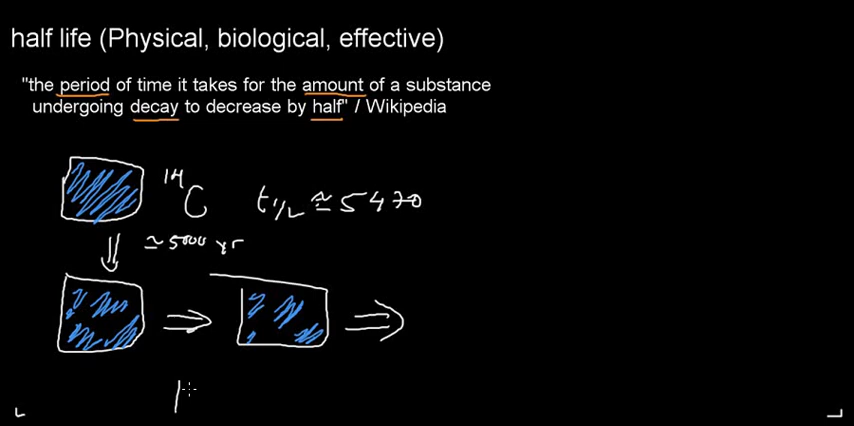 half life (Physical, biological, effective)
"the period of time it takes for the amount of a substance
undergoing decay to decrease by half" / Wikipedia
14C t1/2 ≅ 5470
≃5000 yr